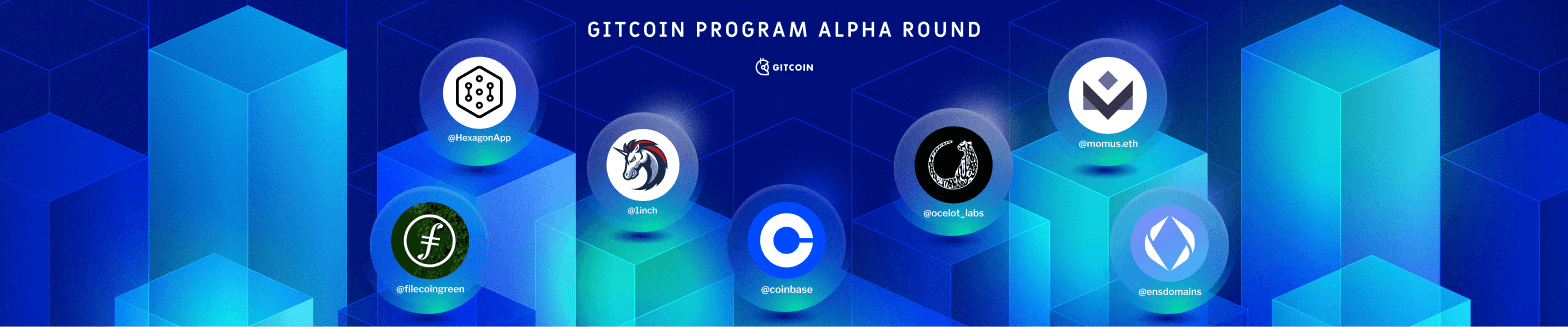 GITCOIN PROGRAM ALPHA ROUND
GITCOIN
@HexagonApp
@momus.eth
@1inch
@ocelot_labs
@filecoingreen
@coinbase
@ensdomains